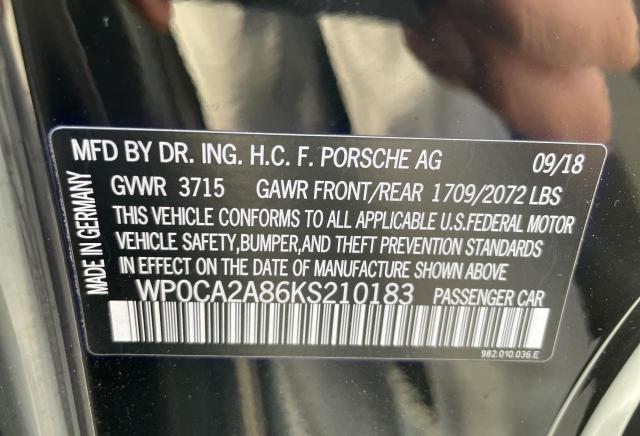 MFD BY DR. ING. H.C. F. PORSCHE AG 09/18
GVWR 3715 GAWR FRONT/REAR 1709/2072 LBS
THIS VEHICLE CONFORMS TO ALL APPLICABLE U.S.FEDERAL MOTOR
VEHICLE SAFETY,BUMPER,AND THEFT PREVENTION STANDARDS
IN EFFECT ON THE DATE OF MANUFACTURE SHOWN ABOVE
WP0CA2A86KS210183 PASSENGER CAR
982.010.036.E
MADE IN GERMANY